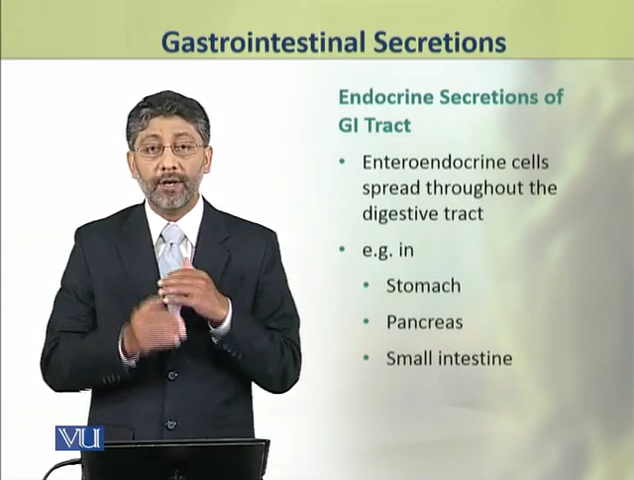 Gastrointestinal Secretions
Endocrine Secretions of
GI Tract
• Enteroendocrine cells
spread throughout the
digestive tract
• e.g. in
• Stomach
• Pancreas
• Small intestine
VU